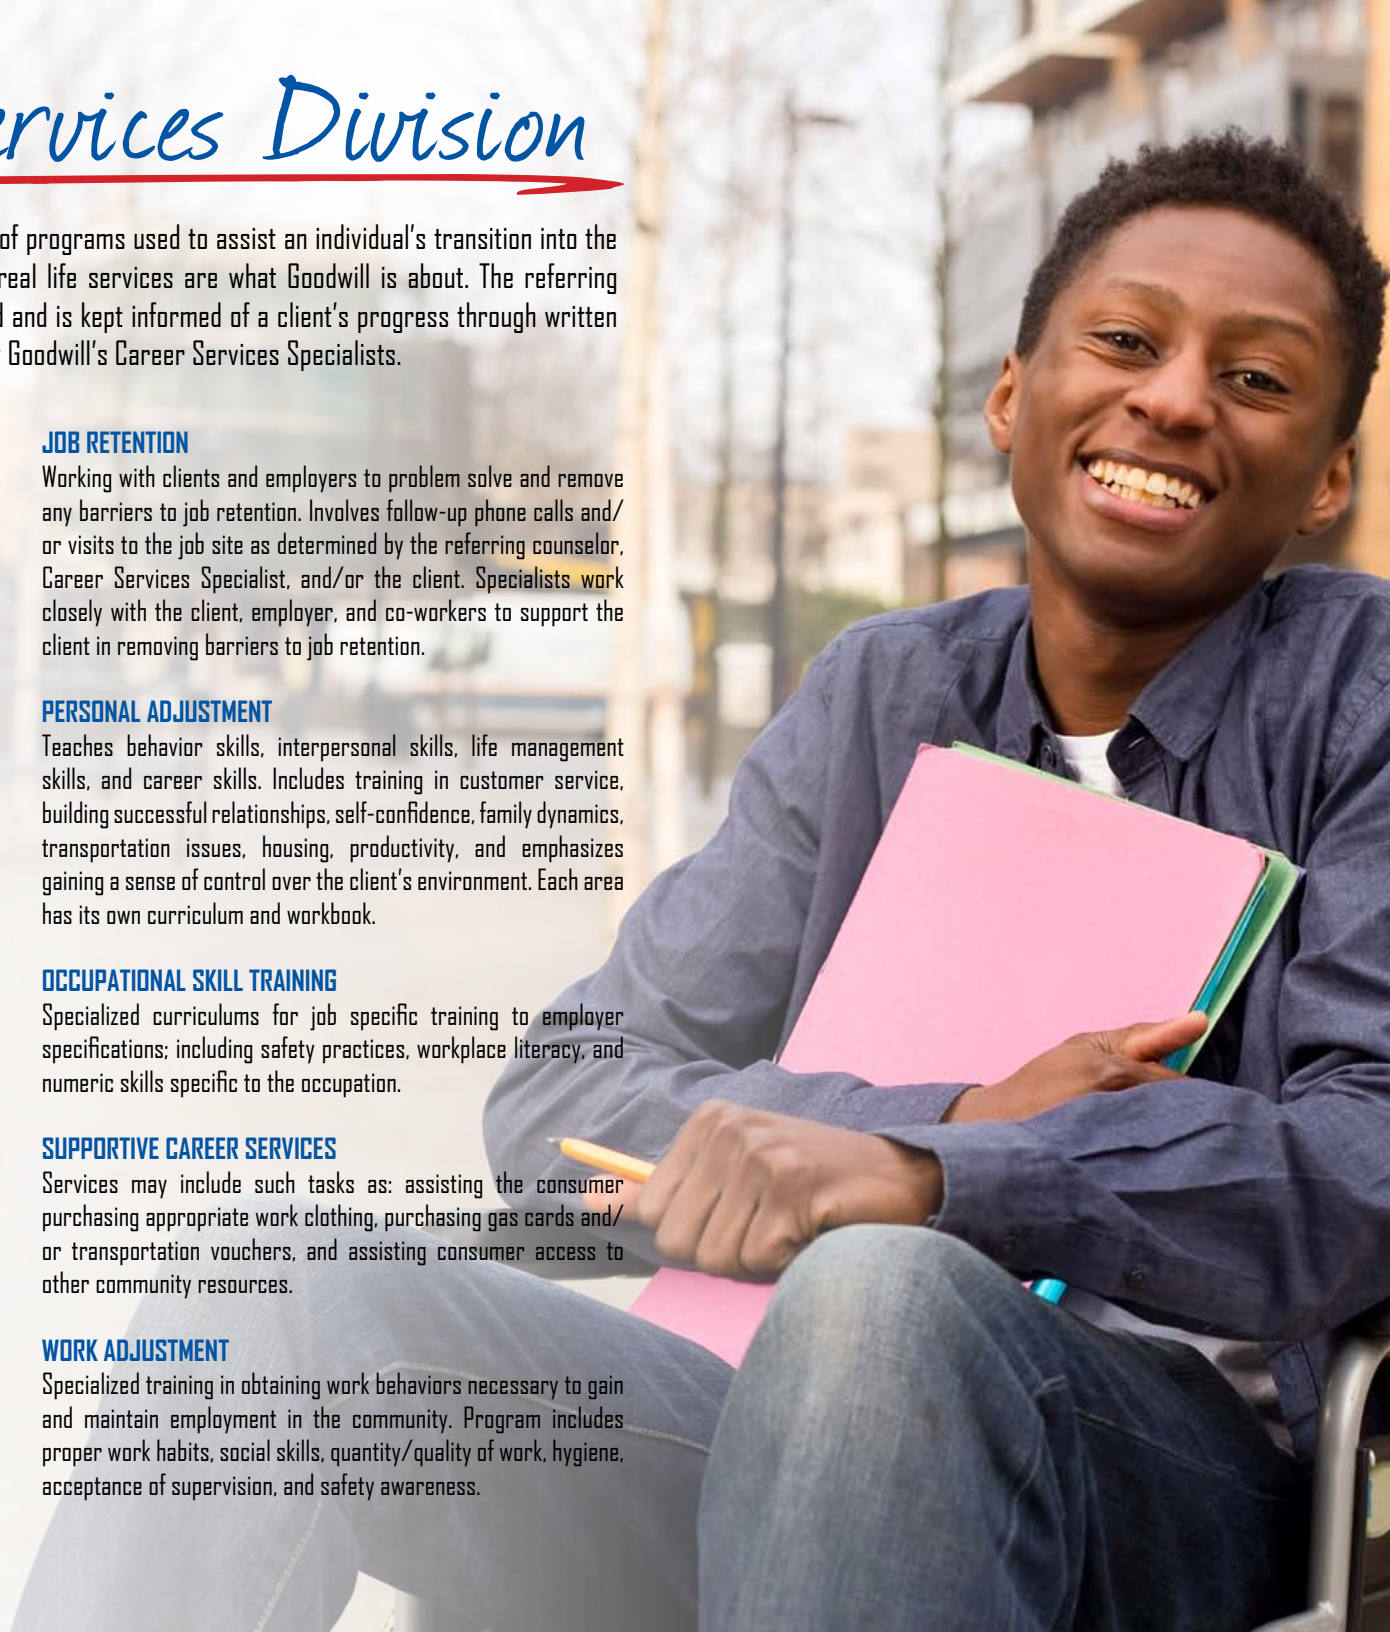 ervices Division
of programs used to assist an individual's transition into the
real life services are what Goodwill is about. The referring
and is kept informed of a client's progress through written
Goodwill's Career Services Specialists.
JOB RETENTION
Working with clients and employers to problem solve and remove
any barriers to job retention. Involves follow-up phone calls and/
or visits to the job site as determined by the referring counselor,
Career Services Specialist, and/or the client. Specialists work
closely with the client, employer, and co-workers to support the
client in removing barriers to job retention.
PERSONAL ADJUSTMENT
Teaches behavior skills, interpersonal skills, life management
skills, and career skills. Includes training in customer service,
building successful relationships, self-confidence, family dynamics,
transportation issues, housing, productivity, and emphasizes
gaining a sense of control over the client's environment. Each area
has its own curriculum and workbook.
OCCUPATIONAL SKILL TRAINING
Specialized curriculums for job specific training to employer
specifications; including safety practices, workplace literacy, and
numeric skills specific to the occupation.
SUPPORTIVE CAREER SERVICES
Services may include such tasks as: assisting the consumer
purchasing appropriate work clothing, purchasing gas cards and/
or transportation vouchers, and assisting consumer access to
other community resources.
WORK ADJUSTMENT
Specialized training in obtaining work behaviors necessary to gain
and maintain employment in the community. Program includes
proper work habits, social skills, quantity/quality of work, hygiene,
acceptance of supervision, and safety awareness.